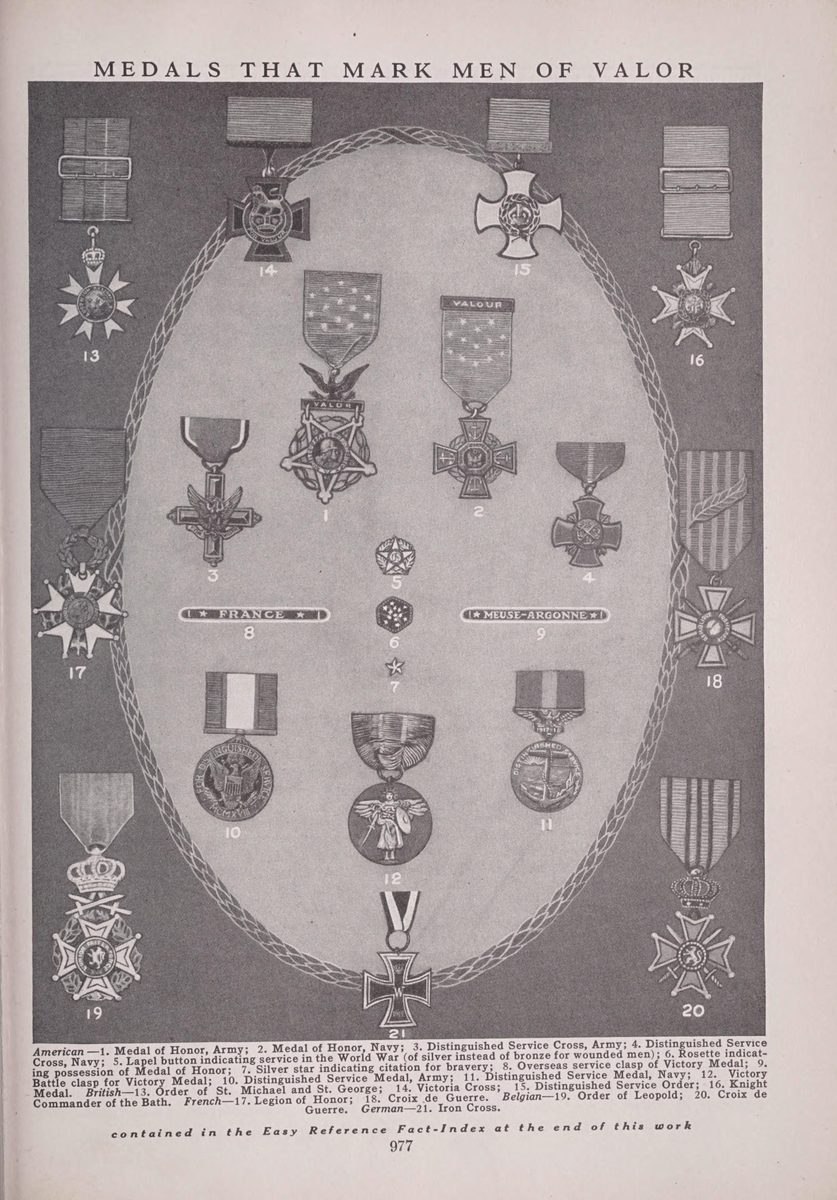 MEDALS THAT MARK MEN OF VALOR
14
15
13
16
VALOUR
VALOR
1
2
3
4
5
FRANCE
8
6
MEUSE-ARGONNE
9
7
17
18
10
11
12
19
20
W
21
American—1. Medal of Honor, Army; 2. Medal of Honor, Navy; 3. Distinguished Service Cross, Army; 4. Distinguished Service
Cross, Navy; 5. Lapel button indicating service in the World War (of silver instead of bronze for wounded men); 6. Rosette indicat-
ing possession of Medal of Honor; 7. Silver star indicating citation for bravery; 8. Overseas service clasp of Victory Medal; 9.
Battle clasp for Victory Medal; 10. Distinguished Service Medal, Army; 11. Distinguished Service Medal, Navy; 12. Victory
Medal. British—13. Order of St. Michael and St. George; 14. Victoria Cross; 15. Distinguished Service Order; 16. Knight
Commander of the Bath. French—17. Legion of Honor; 18. Croix de Guerre. Belgian—19. Order of Leopold; 20. Croix de
Guerre. German—21. Iron Cross.
contained in the Easy Reference Fact-Index at the end of this work
977